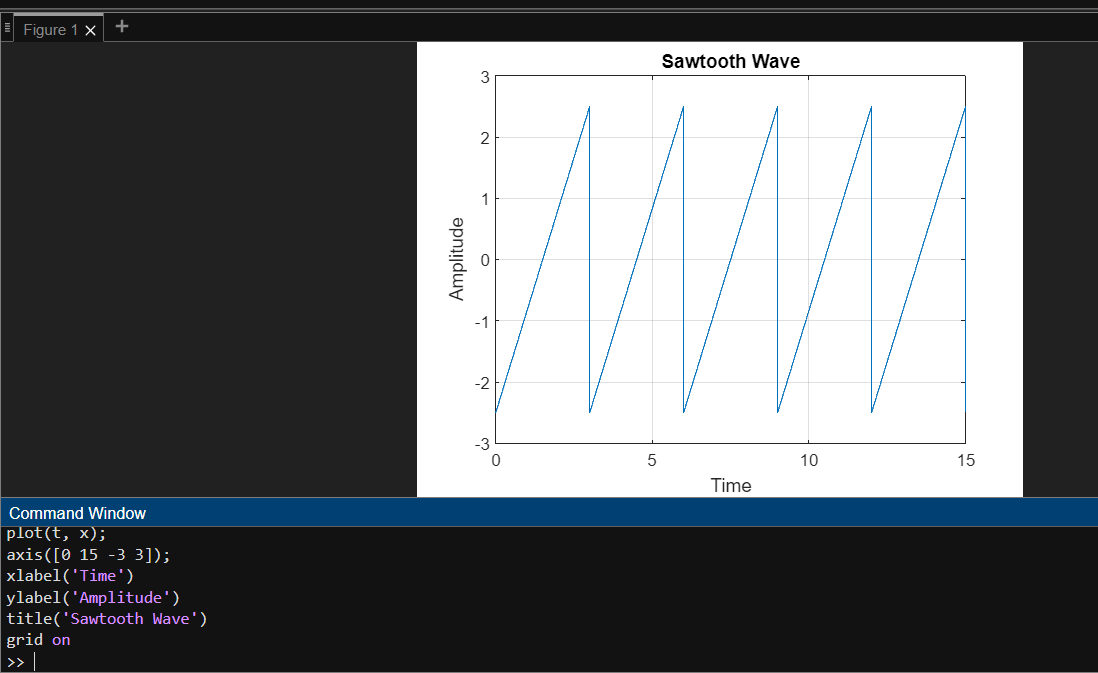 Figure 1
Sawtooth Wave
3
2
1
0
-1
-2
-3
Amplitude
0 5 10 15
Time
Command Window
plot(t, x);
axis([0 15 -3 3]);
xlabel('Time')
ylabel('Amplitude')
title('Sawtooth Wave')
grid on
>>